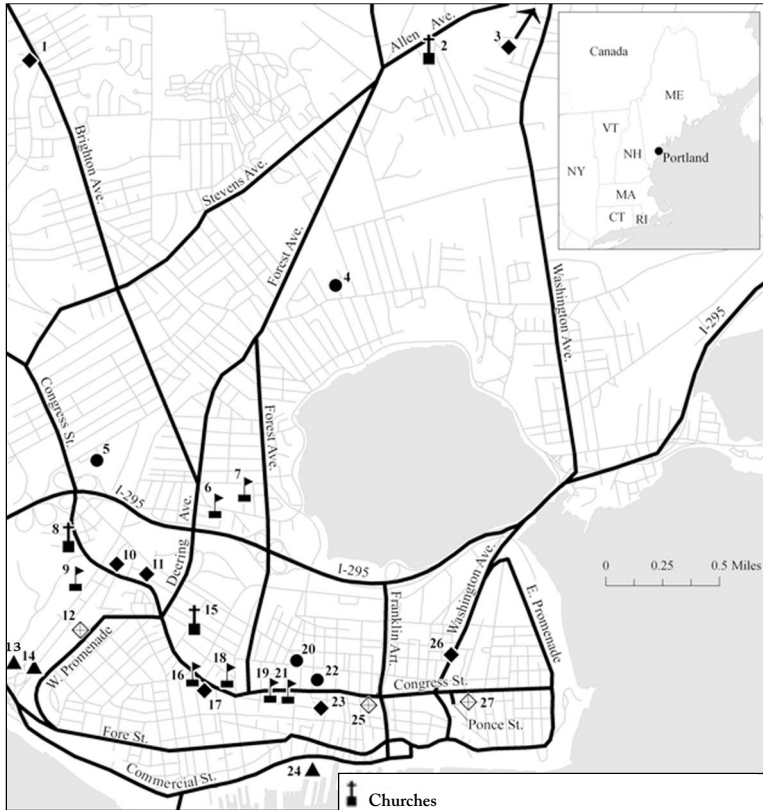 1
2
3
Allen Ave.
Canada
ME
VT
NH
Portland
NY
MA
CT
RI
Brighton Ave.
Stevens Ave.
Forest Ave.
4
Washington Ave.
I-295
Congress St.
Forest Ave.
5
6
7
I-295
Deering Ave.
8
9
10
11
I-295
0 0.25 0.5 Miles
Franklin Art.
Washington Ave.
E. Promenade
12
15
13
14
W. Promenade
16
18
20
22
26
19
21
Congress St.
17
23
25
27
Ponce St.
Fore St.
Commercial St.
24
Churches